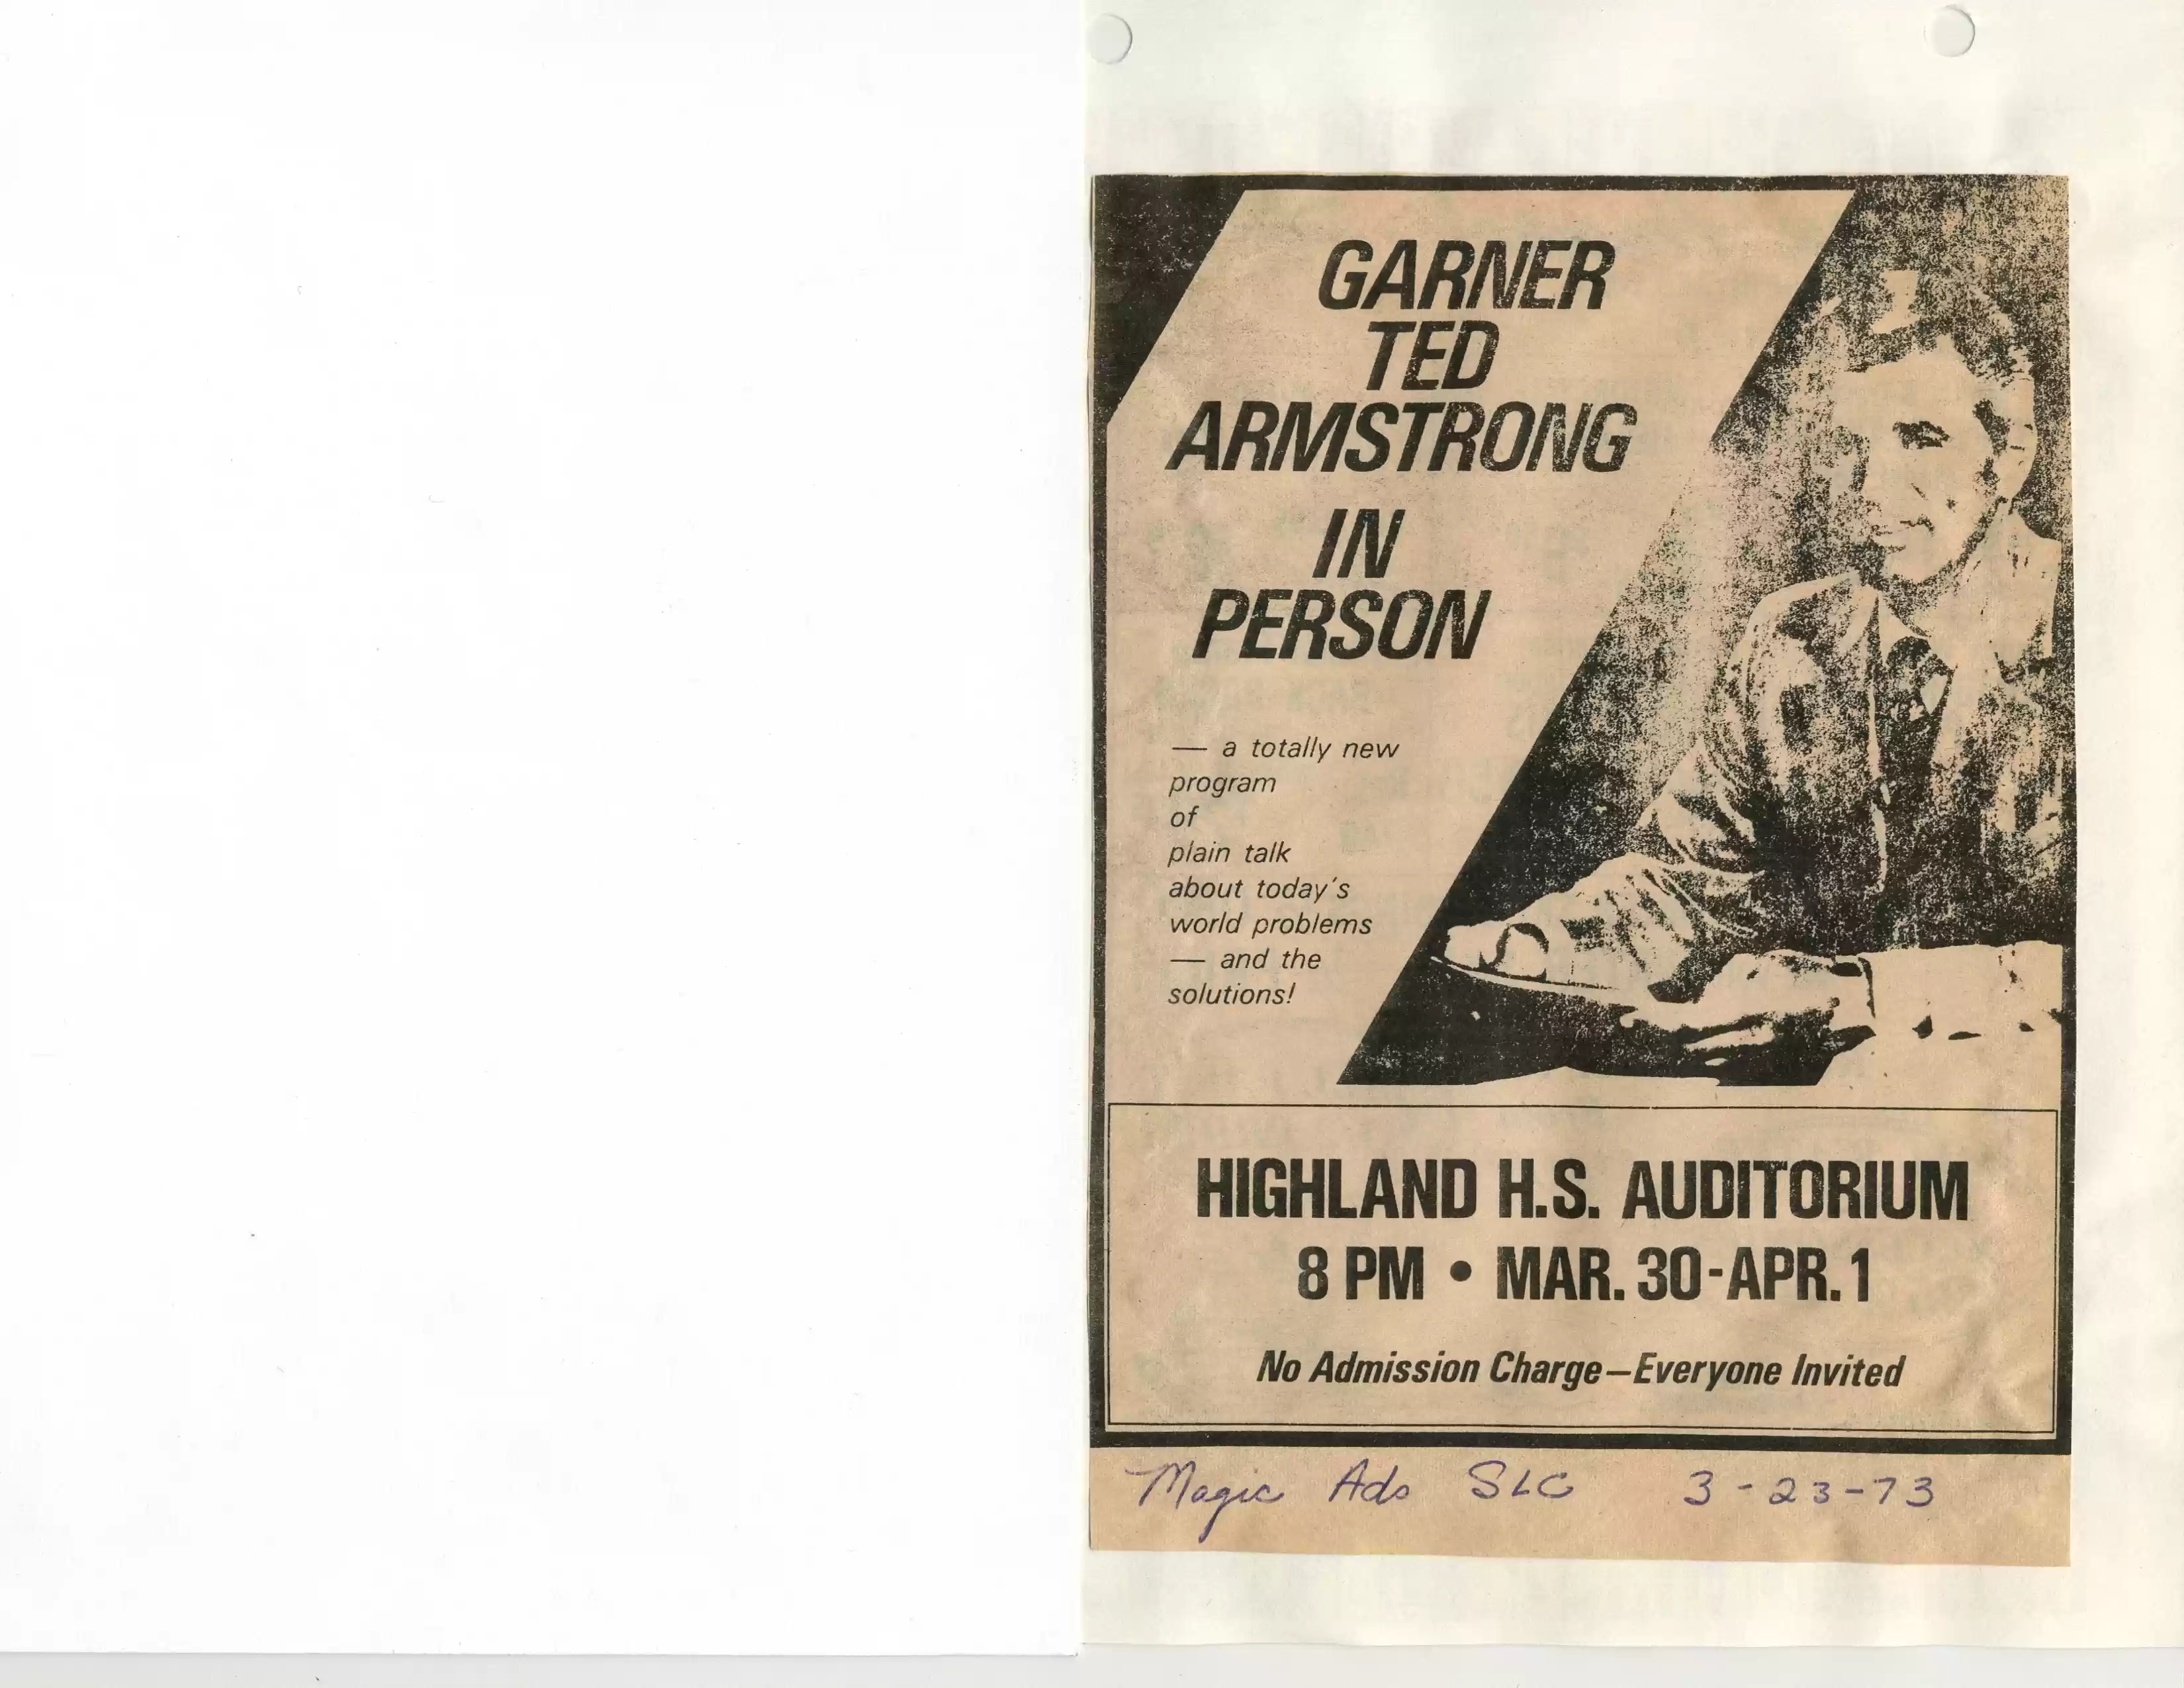 GARNER
TED
ARMSTRONG
IN
PERSON
— a totally new
program
of
plain talk
about today's
world problems
— and the
solutions!
HIGHLAND H.S. AUDITORIUM
8 PM • MAR. 30-APR. 1
No Admission Charge—Everyone Invited
Magic Ads SLC 3-23-73